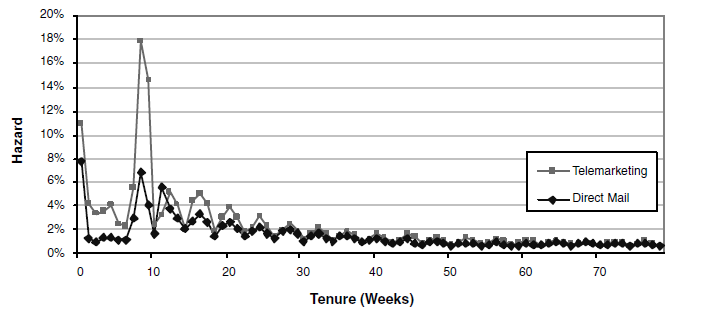 20%
18%
16%
14%
12%
10%
8%
6%
4%
2%
0%
Hazard
Telemarketing
Direct Mail
0 10 20 30 40 50 60 70
Tenure (Weeks)